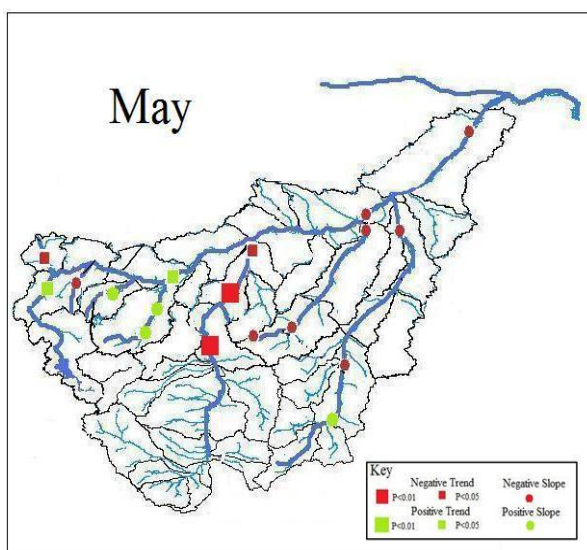 May
Key
Negative Trend Negative Slope
P<0.01 P<0.05
Positive Trend Positive Slope
P<0.01 P<0.05